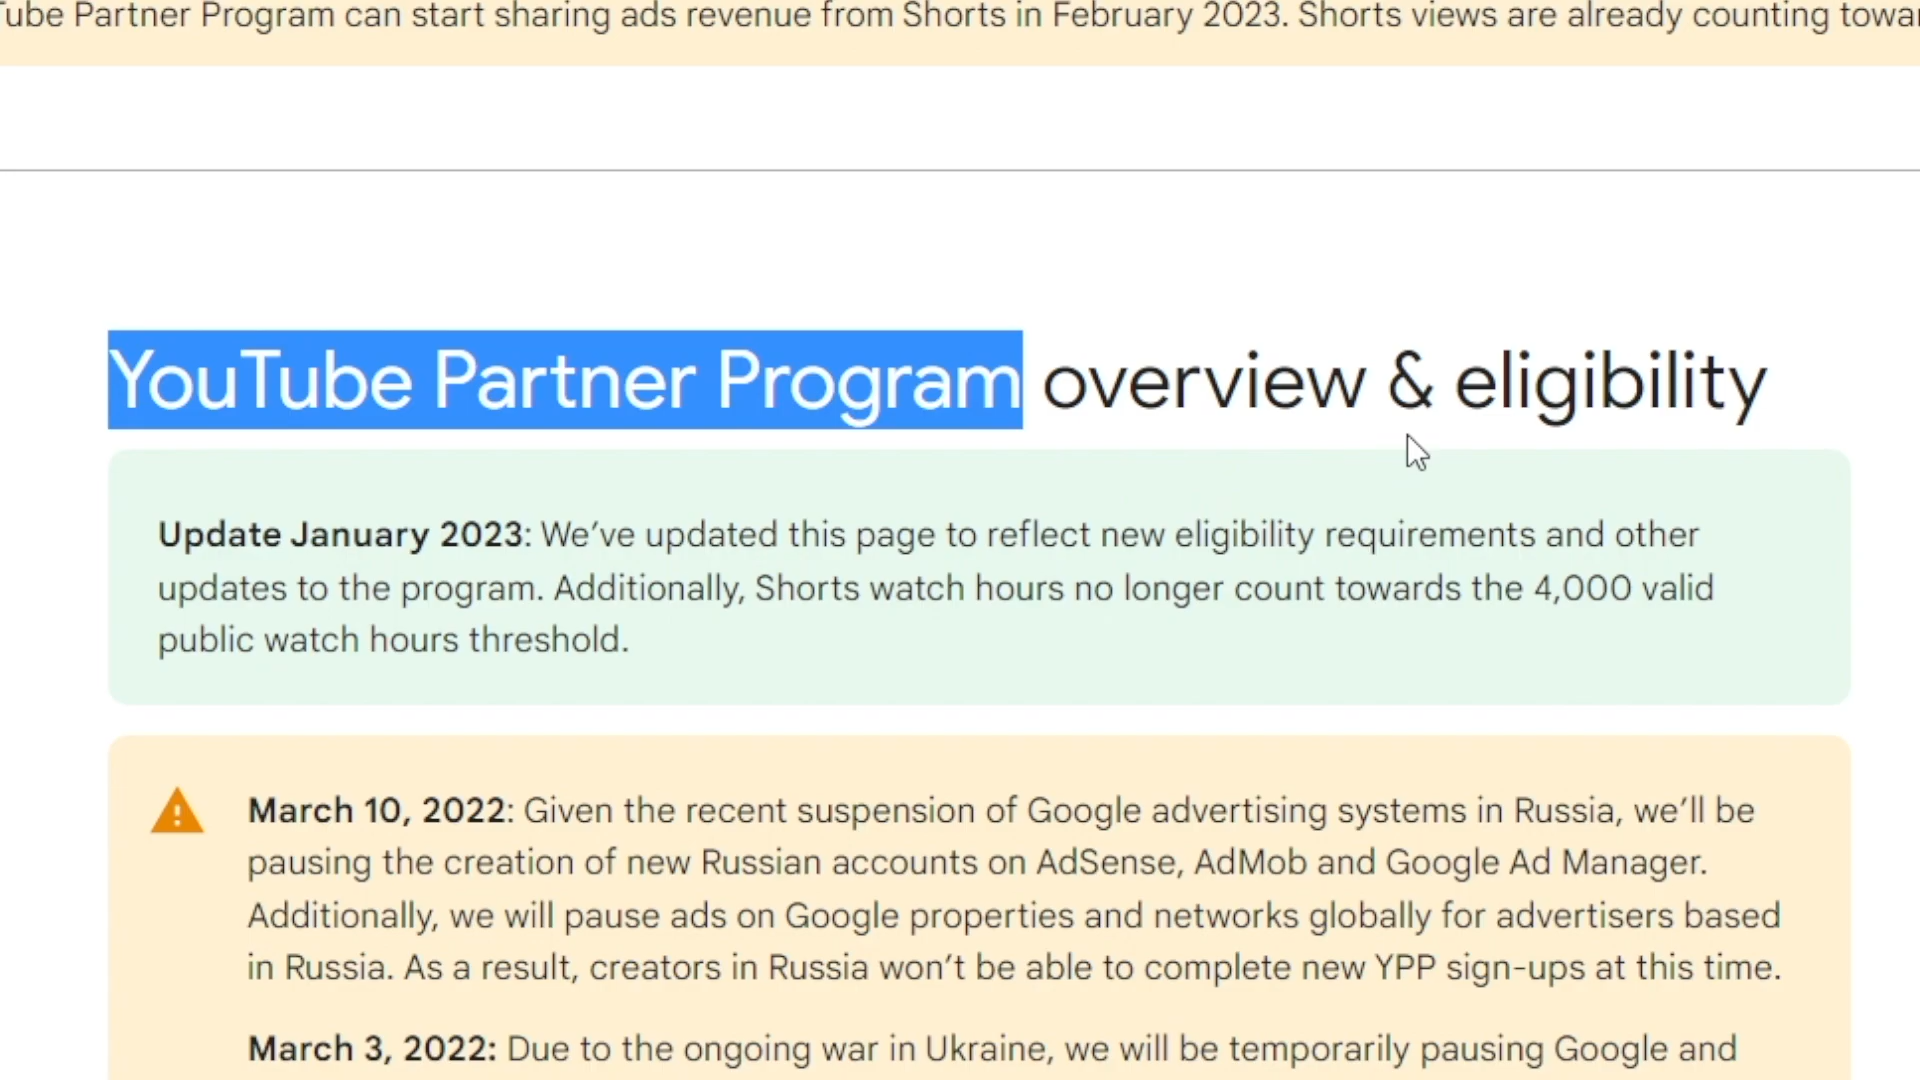 Partner Program can start sharing ads revenue from Shorts in February 2023. Shorts views are already counting
YouTube Partner Program overview & eligibility
Update January 2023: We’ve updated this page to reflect new eligibility requirements and other
updates to the program. Additionally, Shorts watch hours no longer count towards the 4,000 valid
public watch hours threshold.
March 10, 2022: Given the recent suspension of Google advertising systems in Russia, we’ll be
pausing the creation of new Russian accounts on AdSense, AdMob and Google Ad Manager.
Additionally, we will pause ads on Google properties and networks globally for advertisers based
in Russia. As a result, creators in Russia won’t be able to complete new YPP sign-ups at this time.
March 3, 2022: Due to the ongoing war in Ukraine, we will be temporarily pausing Google and